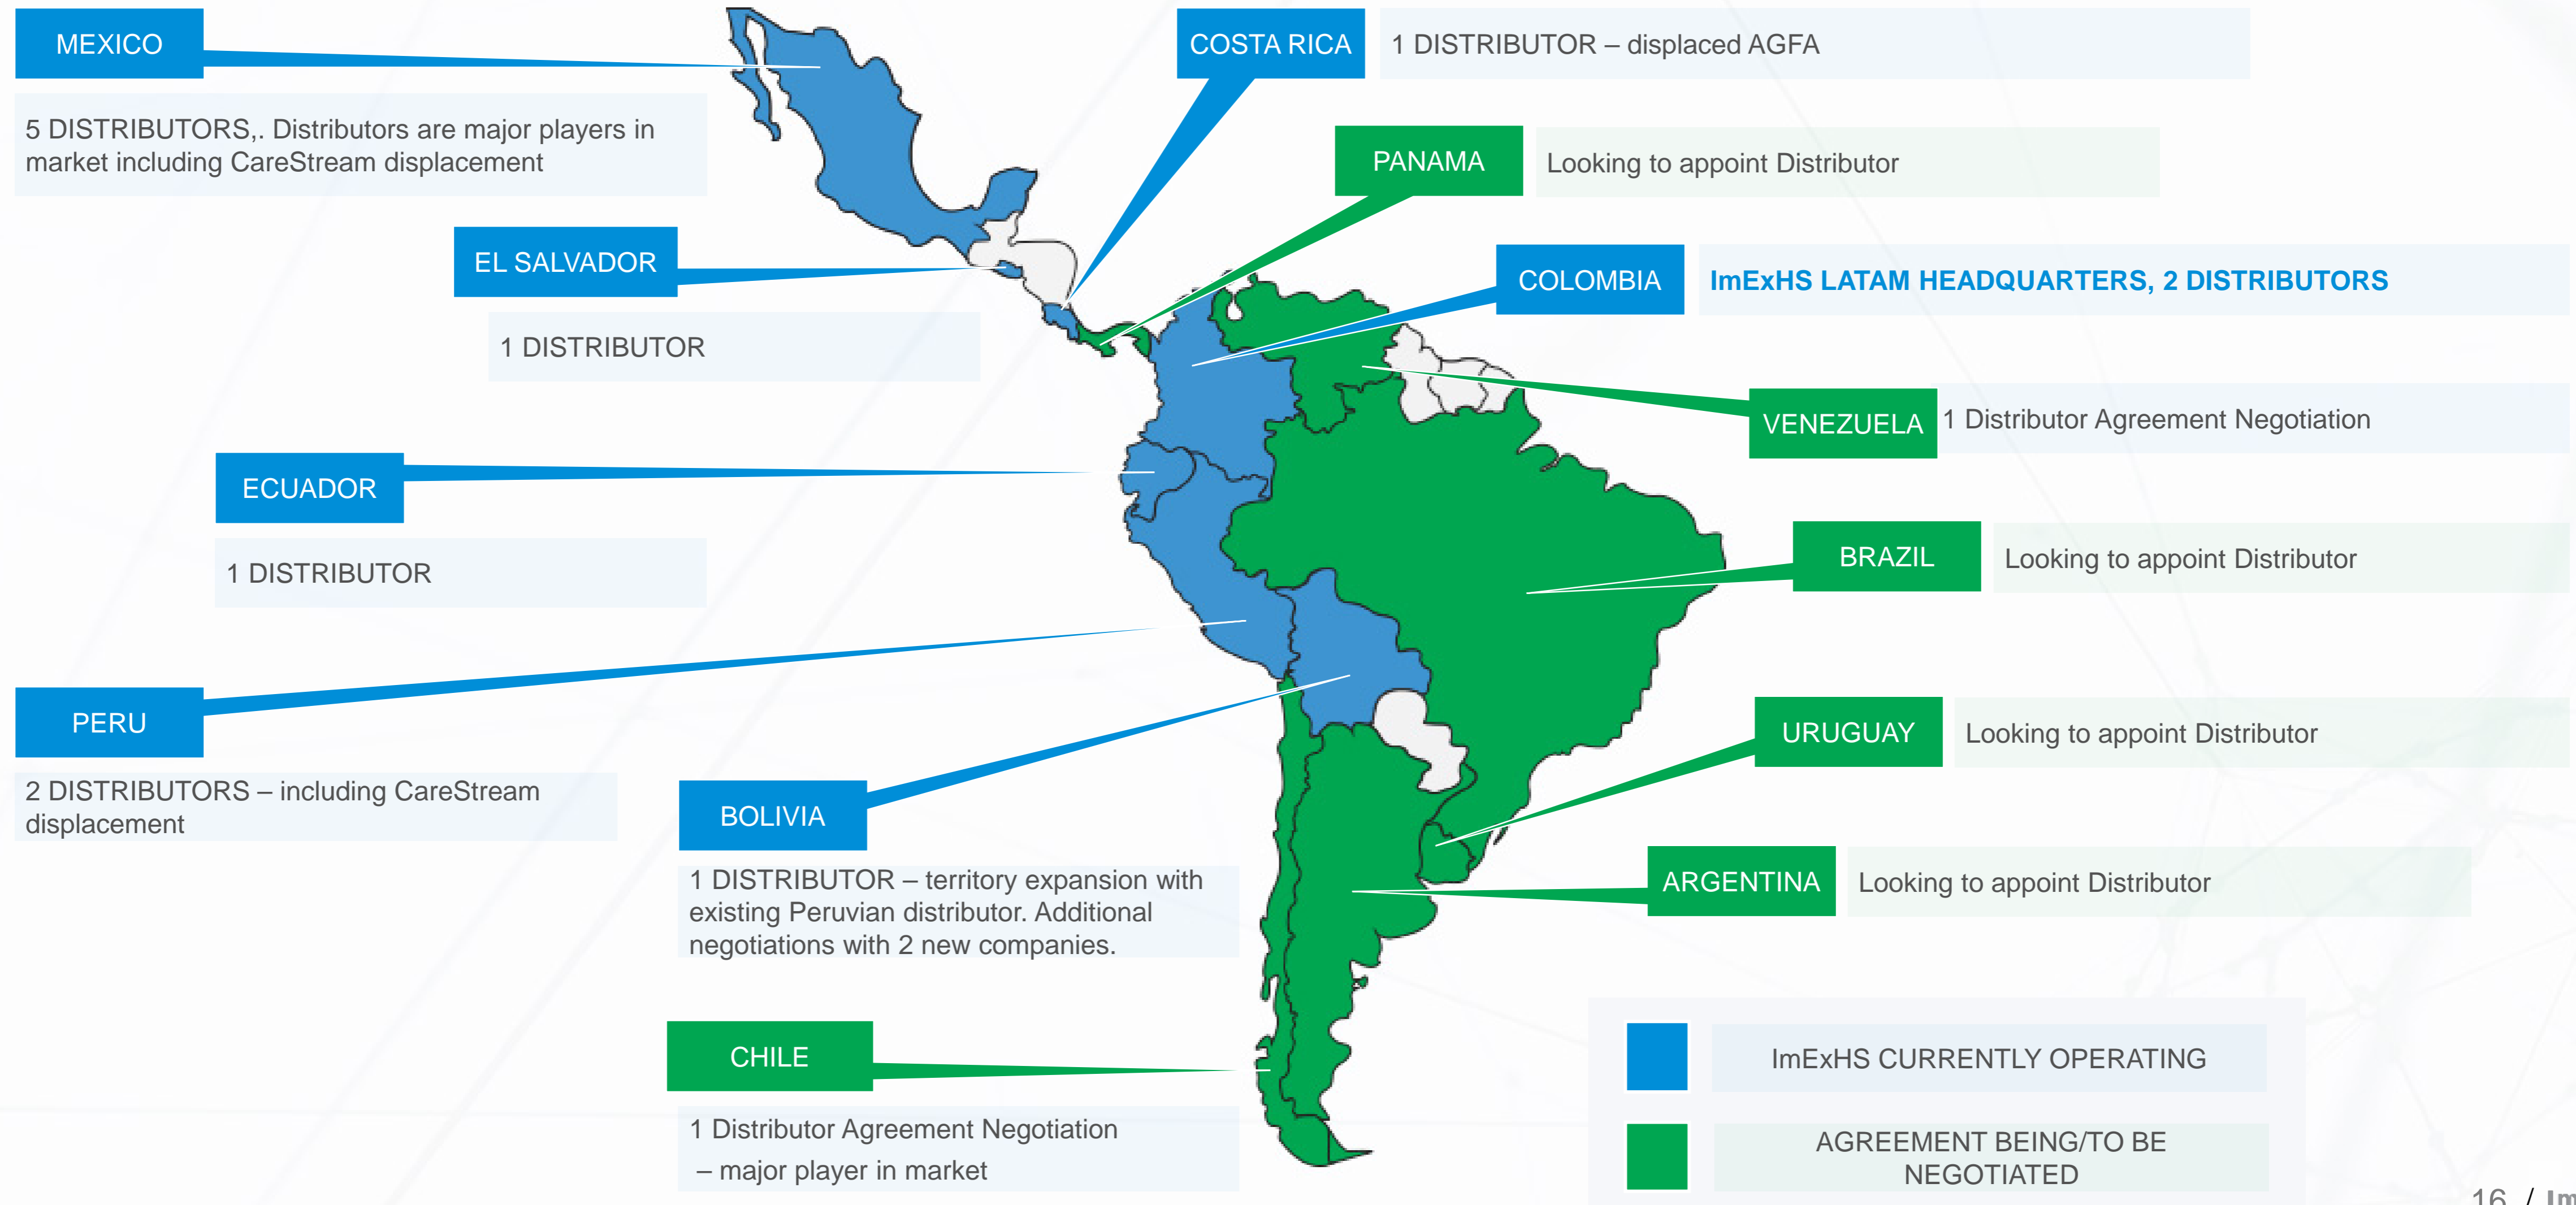 MEXICO
5 DISTRIBUTORS,. Distributors are major players in
market including CareStream displacement
COSTA RICA
1 DISTRIBUTOR – displaced AGFA
PANAMA
Looking to appoint Distributor
EL SALVADOR
1 DISTRIBUTOR
COLOMBIA
ImExHS LATAM HEADQUARTERS, 2 DISTRIBUTORS
VENEZUELA
1 Distributor Agreement Negotiation
ECUADOR
1 DISTRIBUTOR
BRAZIL
Looking to appoint Distributor
PERU
2 DISTRIBUTORS – including CareStream
displacement
URUGUAY
Looking to appoint Distributor
BOLIVIA
1 DISTRIBUTOR – territory expansion with
existing Peruvian distributor. Additional
negotiations with 2 new companies.
ARGENTINA
Looking to appoint Distributor
CHILE
1 Distributor Agreement Negotiation
– major player in market
ImExHS CURRENTLY OPERATING
AGREEMENT BEING/TO BE
NEGOTIATED
16 /